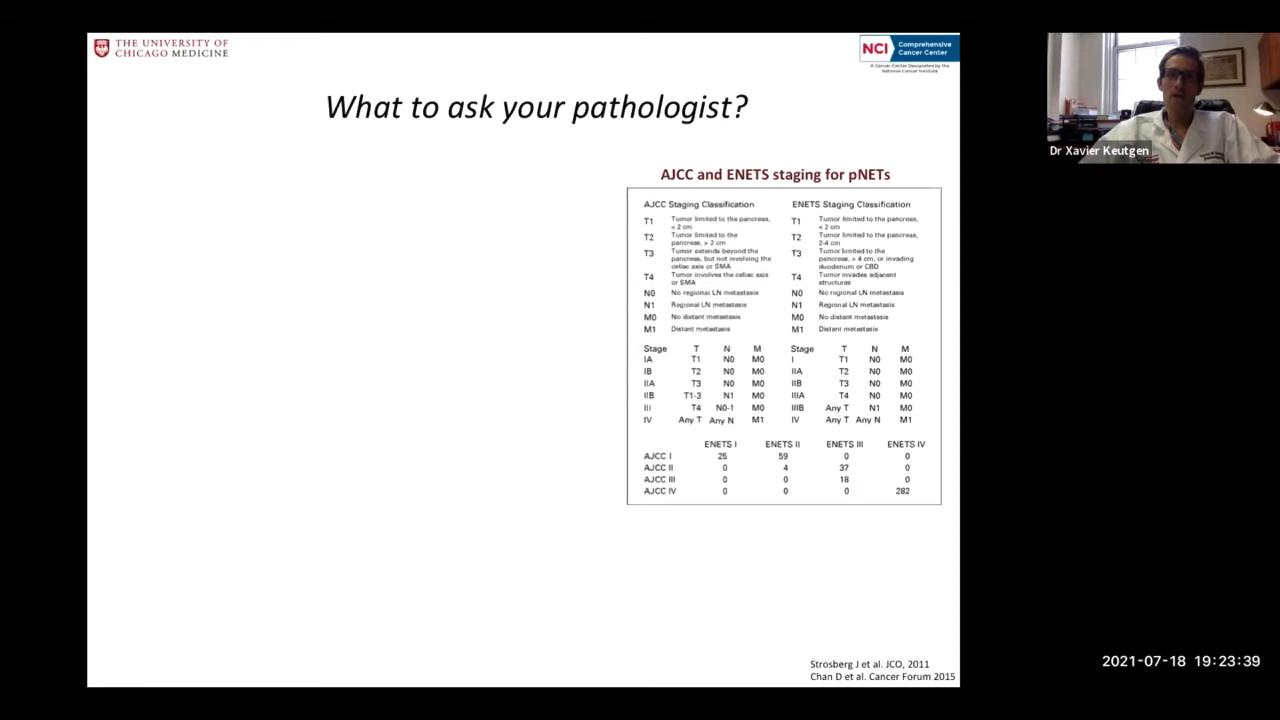 THE UNIVERSITY OF
CHICAGO MEDICINE
NCI Comprehensive
Cancer Center
A Cancer Center Designated by the
National Cancer Institute
What to ask your pathologist?
Dr Xavier Keutgen
AJCC and ENETS staging for pNETs
AJCC Staging Classification
T1 Tumor limited to the pancreas,
< 2 cm
T2 Tumor limited to the
pancreas, > 2 cm
T3 Tumor extends beyond the
pancreas, but not involving the
celiac axis or SMA
T4 Tumor involves the celiac axis
or SMA
N0 No regional LN metastasis
N1 Regional LN metastasis
M0 No distant metastasis
M1 Distant metastasis
ENETS Staging Classification
T1 Tumor limited to the pancreas,
< 2 cm
T2 Tumor limited to the pancreas,
2-4 cm
T3 Tumor limited to the
pancreas, > 4 cm, or invading
duodenum or CBD
T4 Tumor invades adjacent
structures
N0 No regional LN metastasis
N1 Regional LN metastasis
M0 No distant metastasis
M1 Distant metastasis
Stage T N M Stage T N M
IA T1 N0 M0 I T1 N0 M0
IB T2 N0 M0 IIA T2 N0 M0
IIA T3 N0 M0 IIB T3 N0 M0
IIB T1-3 N1 M0 IIIA T4 N0 M0
III T4 N0-1 M0 IIIB Any T N1 M0
IV Any T Any N M1 IV Any T Any N M1
ENETS I ENETS II ENETS III ENETS IV
AJCC I 25 59 0 0
AJCC II 0 4 37 0
AJCC III 0 0 18 0
AJCC IV 0 0 0 282
Strosberg J et al. JCO, 2011
Chan D et al. Cancer Forum 2015
2021-07-18 19:23:39